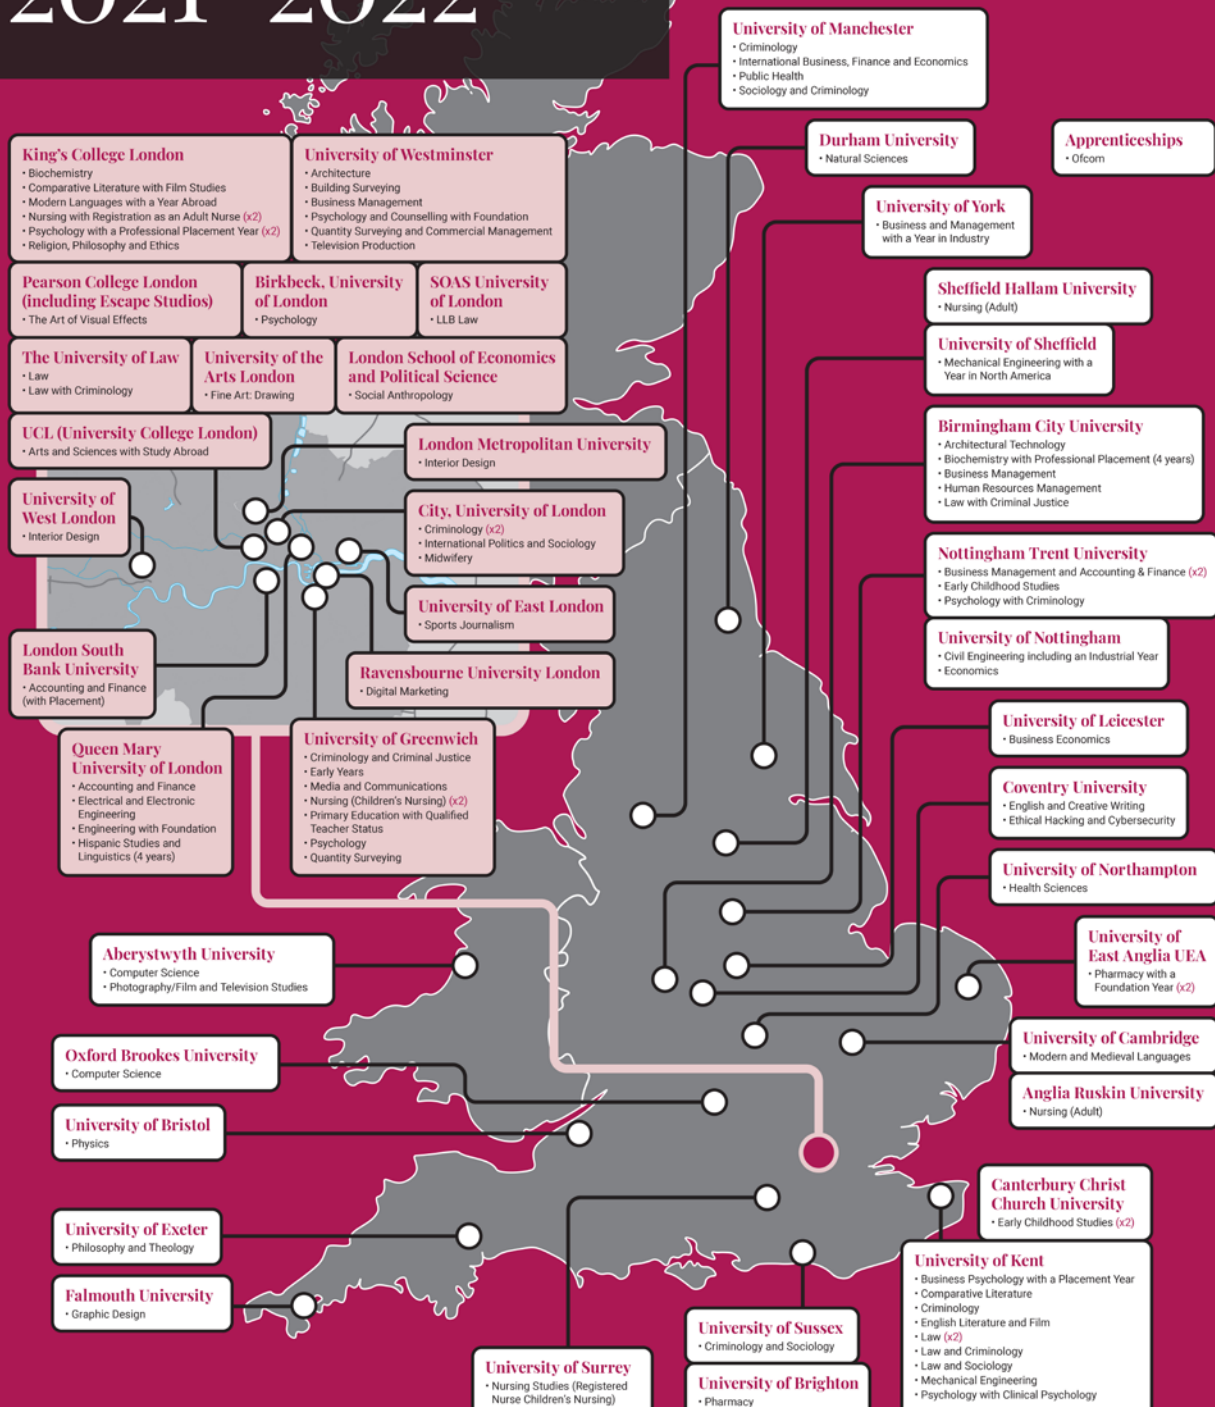 2021-2022
University of Manchester
• Criminology
• International Business, Finance and Economics
• Public Health
• Sociology and Criminology
Durham University
• Natural Sciences
Apprenticeships
• Ofcom
King's College London
• Biochemistry
• Comparative Literature with Film Studies
• Modern Languages with a Year Abroad
• Nursing with Registration as an Adult Nurse (x2)
• Psychology with a Professional Placement Year (x2)
• Religion, Philosophy and Ethics
University of Westminster
• Architecture
• Building Surveying
• Business Management
• Psychology and Counselling with Foundation
• Quantity Surveying and Commercial Management
• Television Production
University of York
• Business and Management
with a Year in Industry
Pearson College London
(including Escape Studios)
• The Art of Visual Effects
Birkbeck, University
of London
• Psychology
SOAS University
of London
• LLB Law
Sheffield Hallam University
• Nursing (Adult)
University of Sheffield
• Mechanical Engineering with a
Year in North America
The University of Law
• Law
• Law with Criminology
University of the
Arts London
• Fine Art: Drawing
London School of Economics
and Political Science
• Social Anthropology
Birmingham City University
• Architectural Technology
• Biochemistry with Professional Placement (4 years)
• Business Management
• Human Resources Management
• Law with Criminal Justice
UCL (University College London)
• Arts and Sciences with Study Abroad
London Metropolitan University
• Interior Design
University of
West London
• Interior Design
City, University of London
• Criminology (x2)
• International Politics and Sociology
• Midwifery
Nottingham Trent University
• Business Management and Accounting & Finance (x2)
• Early Childhood Studies
• Psychology with Criminology
University of East London
• Sports Journalism
University of Nottingham
• Civil Engineering including an Industrial Year
• Economics
London South
Bank University
• Accounting and Finance
(with Placement)
Ravensbourne University London
• Digital Marketing
University of Leicester
• Business Economics
Queen Mary
University of London
• Accounting and Finance
• Electrical and Electronic
Engineering
• Engineering with Foundation
• Hispanic Studies and
Linguistics (4 years)
University of Greenwich
• Criminology and Criminal Justice
• Early Years
• Media and Communications
• Nursing (Children's Nursing) (x2)
• Primary Education with Qualified
Teacher Status
• Psychology
• Quantity Surveying
Coventry University
• English and Creative Writing
• Ethical Hacking and Cybersecurity
University of Northampton
• Health Sciences
University of
East Anglia UEA
• Pharmacy with a
Foundation Year (x2)
Aberystwyth University
• Computer Science
• Photography/Film and Television Studies
University of Cambridge
• Modern and Medieval Languages
Oxford Brookes University
• Computer Science
Anglia Ruskin University
• Nursing (Adult)
University of Bristol
• Physics
Canterbury Christ
Church University
• Early Childhood Studies (x2)
University of Exeter
• Philosophy and Theology
University of Kent
• Business Psychology with a Placement Year
• Comparative Literature
• Criminology
• English Literature and Film
• Law (x2)
• Law and Criminology
• Law and Sociology
• Mechanical Engineering
• Psychology with Clinical Psychology
Falmouth University
• Graphic Design
University of Sussex
• Criminology and Sociology
University of Surrey
• Nursing Studies (Registered
Nurse Children's Nursing)
University of Brighton
• Pharmacy